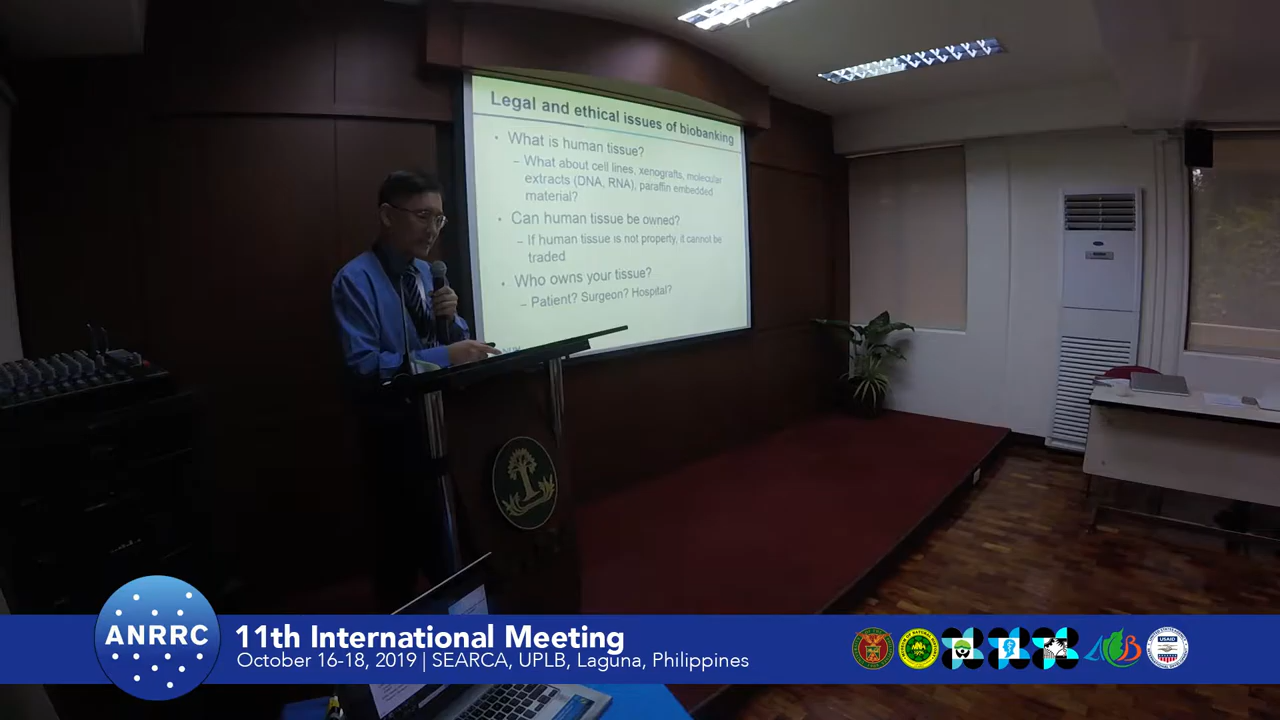 Legal and ethical issues of biobanking
• What is human tissue?
– What about cell lines, xenografts, molecular
extracts (DNA, RNA), paraffin embedded
material?
• Can human tissue be owned?
– If human tissue is not property, it cannot be
traded
• Who owns your tissue?
– Patient? Surgeon? Hospital?
ANRRC
11th International Meeting
October 16-18, 2019 | SEARCA, UPLB, Laguna, Philippines
USAID